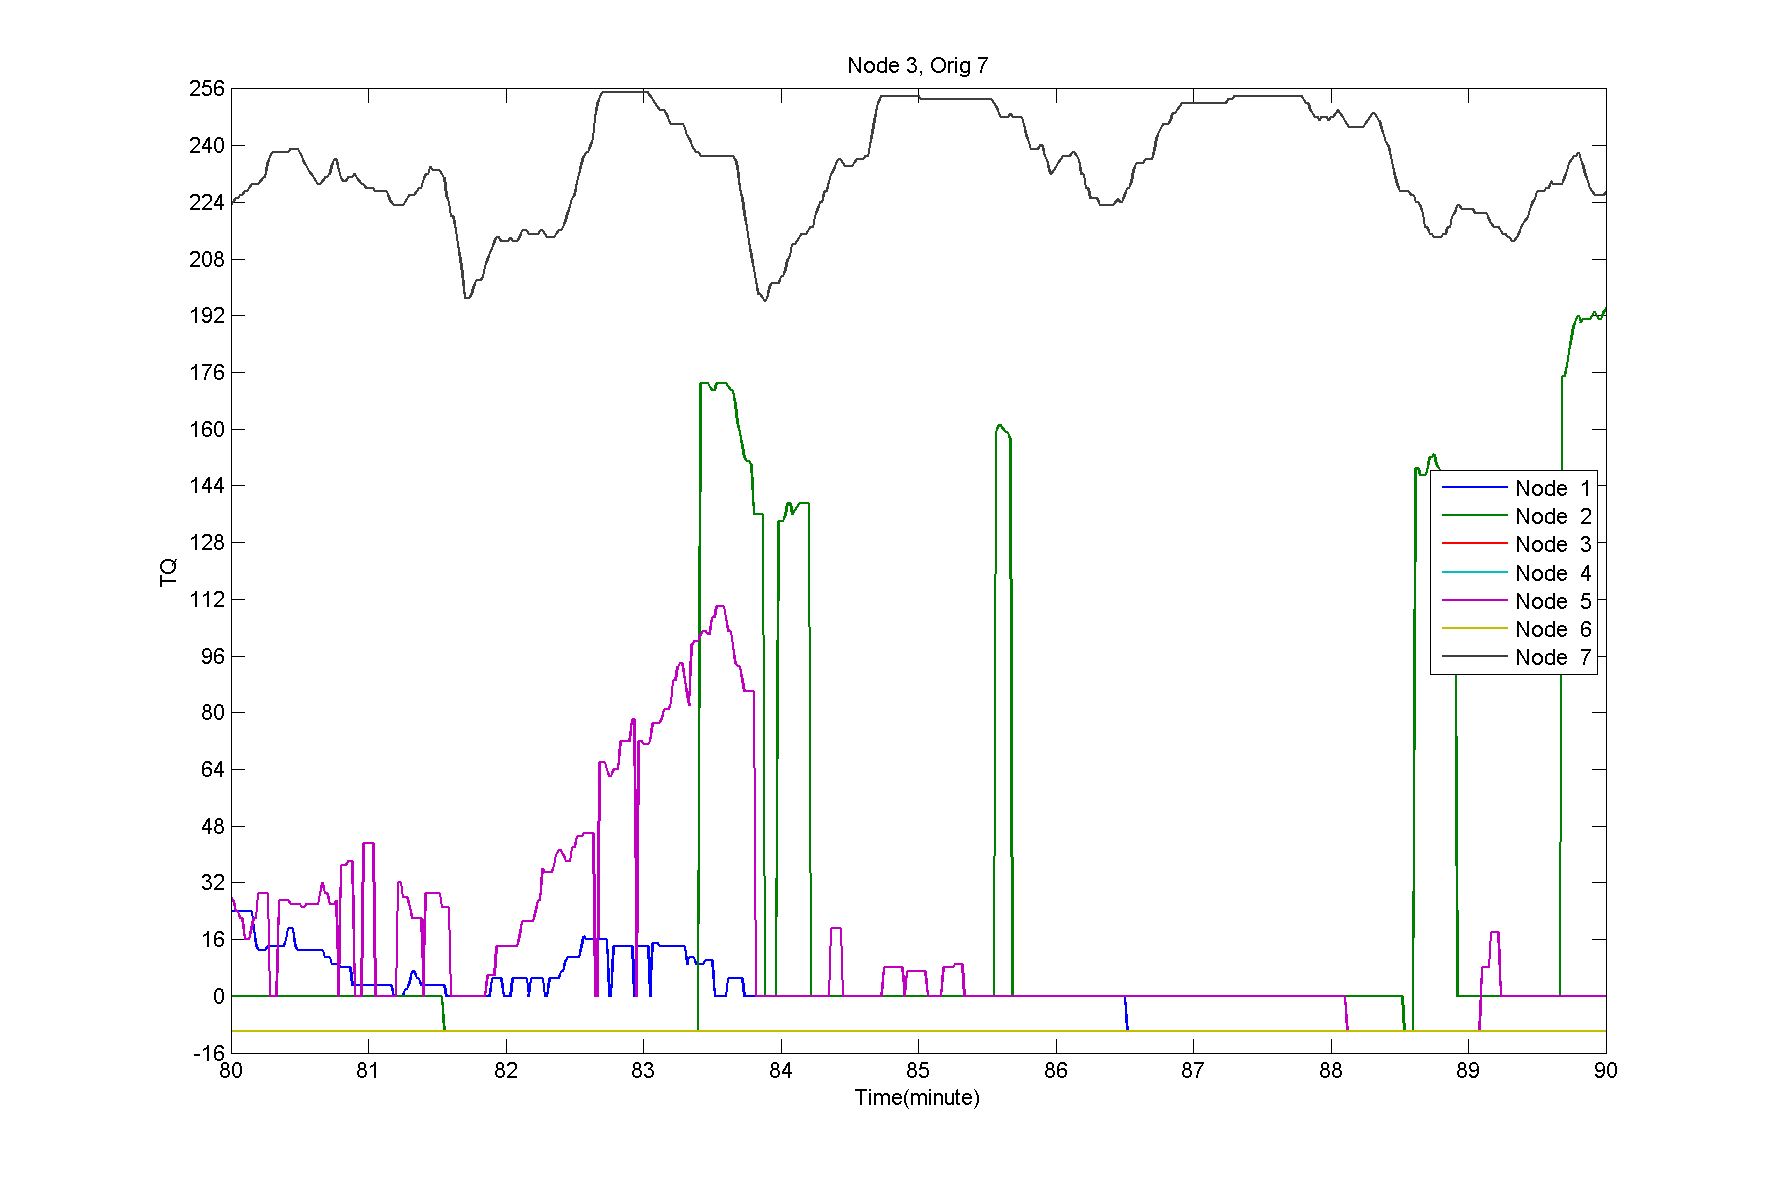 Node 3, Orig 7
256
240
224
208
192
176
160
144
128
112
96
80
64
48
32
16
0
-16
TQ
Node 1
Node 2
Node 3
Node 4
Node 5
Node 6
Node 7
80 81 82 83 84 85 86 87 88 89 90
Time(minute)